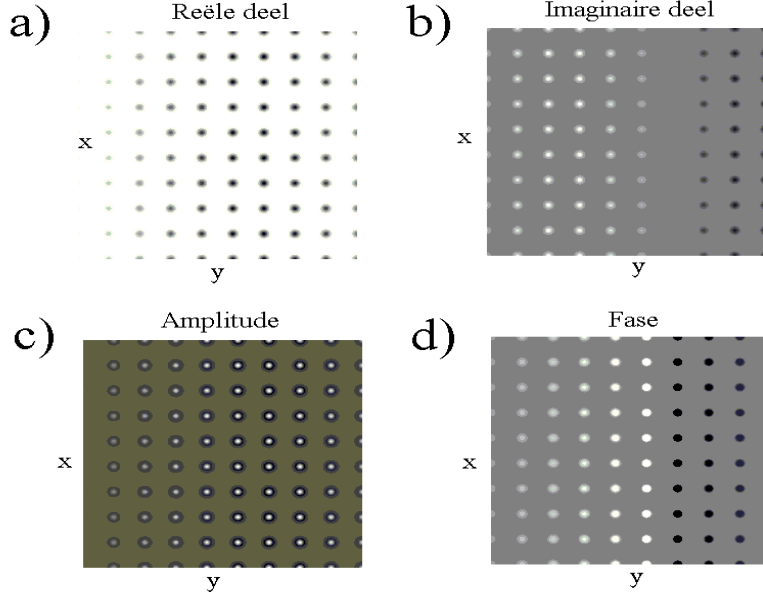 a) Reële deel
x
y
b) Imaginaire deel
x
y
c) Amplitude
x
y
d) Fase
x
y